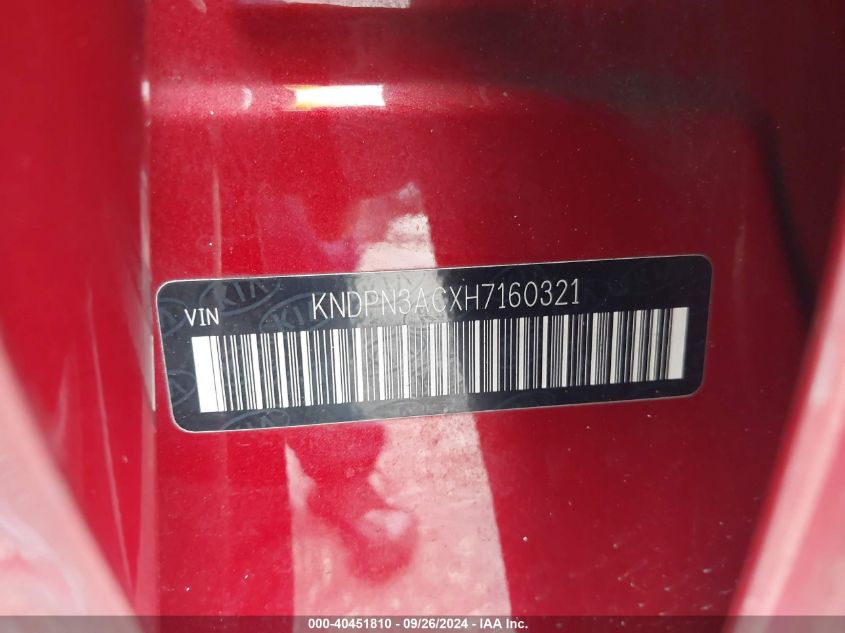 VIN KNDPN3ACXH7160321
000-40451810 / 09/26/2024 - © IAA Inc.